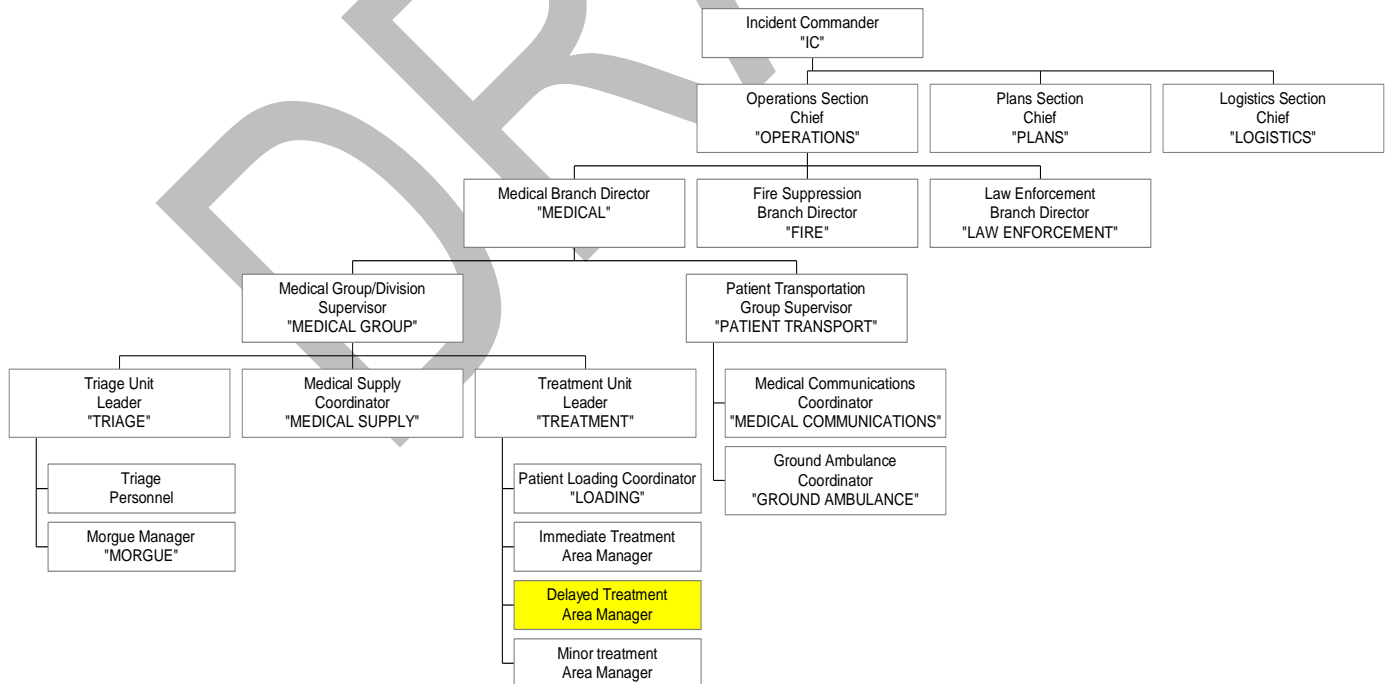 Incident Commander
"IC"
Operations Section
Chief
"OPERATIONS"
Plans Section
Chief
"PLANS"
Logistics Section
Chief
"LOGISTICS"
Medical Branch Director
"MEDICAL"
Fire Suppression
Branch Director
"FIRE"
Law Enforcement
Branch Director
"LAW ENFORCEMENT"
Medical Group/Division
Supervisor
"MEDICAL GROUP"
Patient Transportation
Group Supervisor
"PATIENT TRANSPORT"
Triage Unit
Leader
"TRIAGE"
Medical Supply
Coordinator
"MEDICAL SUPPLY"
Treatment Unit
Leader
"TREATMENT"
Medical Communications
Coordinator
"MEDICAL COMMUNICATIONS"
Ground Ambulance
Coordinator
"GROUND AMBULANCE"
Triage
Personnel
Morgue Manager
"MORGUE"
Patient Loading Coordinator
"LOADING"
Immediate Treatment
Area Manager
Delayed Treatment
Area Manager
Minor treatment
Area Manager